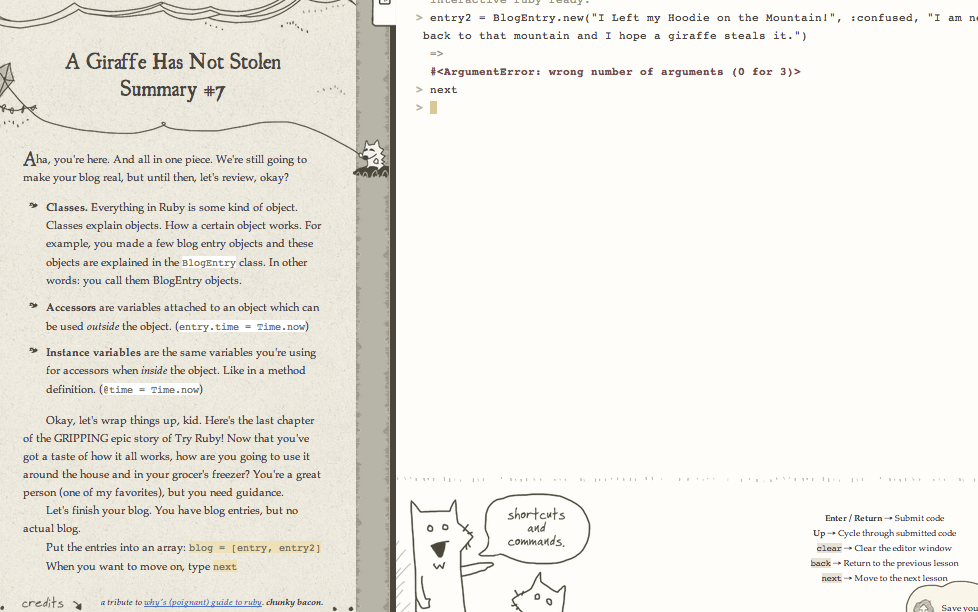 A Giraffe Has Not Stolen
Summary #7
Aha, you're here. And all in one piece. We're still going to
make your blog real, but until then, let's review, okay?
Classes. Everything in Ruby is some kind of object.
Classes explain objects. How a certain object works. For
example, you made a few blog entry objects and these
objects are explained in the BlogEntry class. In other
words: you call them BlogEntry objects.
Accessors are variables attached to an object which can
be used outside the object. (entry.time = Time.now)
Instance variables are the same variables you're using
for accessors when inside the object. Like in a method
definition. (@time = Time.now)
Okay, let's wrap things up, kid. Here's the last chapter
of the GRIPPING epic story of Try Ruby! Now that you've
got a taste of how it all works, how are you going to use it
around the house and in your grocer's freezer? You're a great
person (one of my favorites), but you need guidance.
Let's finish your blog. You have blog entries, but no
actual blog.
Put the entries into an array: blog = [entry, entry2]
When you want to move on, type next
credits
a tribute to why's (poignant) guide to ruby. chunky bacon.
Interactive ruby ready.
> entry2 = BlogEntry.new("I Left my Hoodie on the Mountain!", :confused, "I am ne
back to that mountain and I hope a giraffe steals it.")
=>
#<ArgumentError: wrong number of arguments (0 for 3)>
> next
>
shortcuts
and
commands.
Enter / Return → Submit code
Up → Cycle through submitted code
clear → Clear the editor window
back → Return to the previous lesson
next → Move to the next lesson
Save you